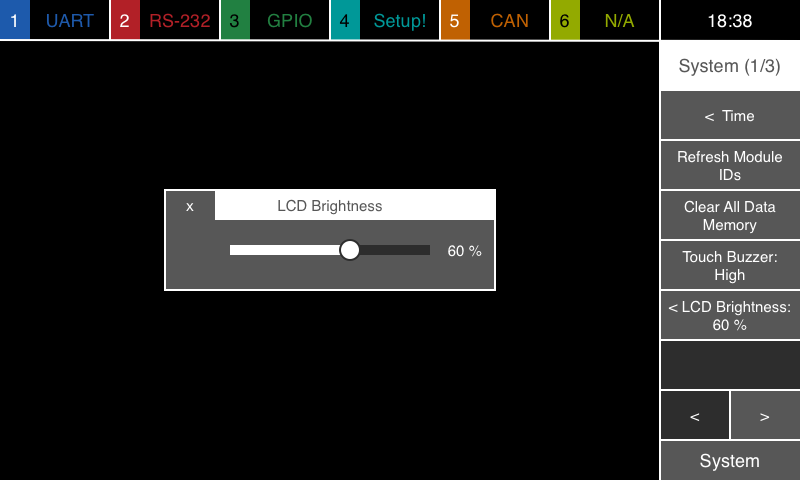 1 UART 2 RS-232 3 GPIO 4 Setup! 5 CAN 6 N/A 18:38
System (1/3)
< Time
Refresh Module
IDs
Clear All Data
Memory
Touch Buzzer:
High
< LCD Brightness:
60 %
< >
System
x LCD Brightness
60 %